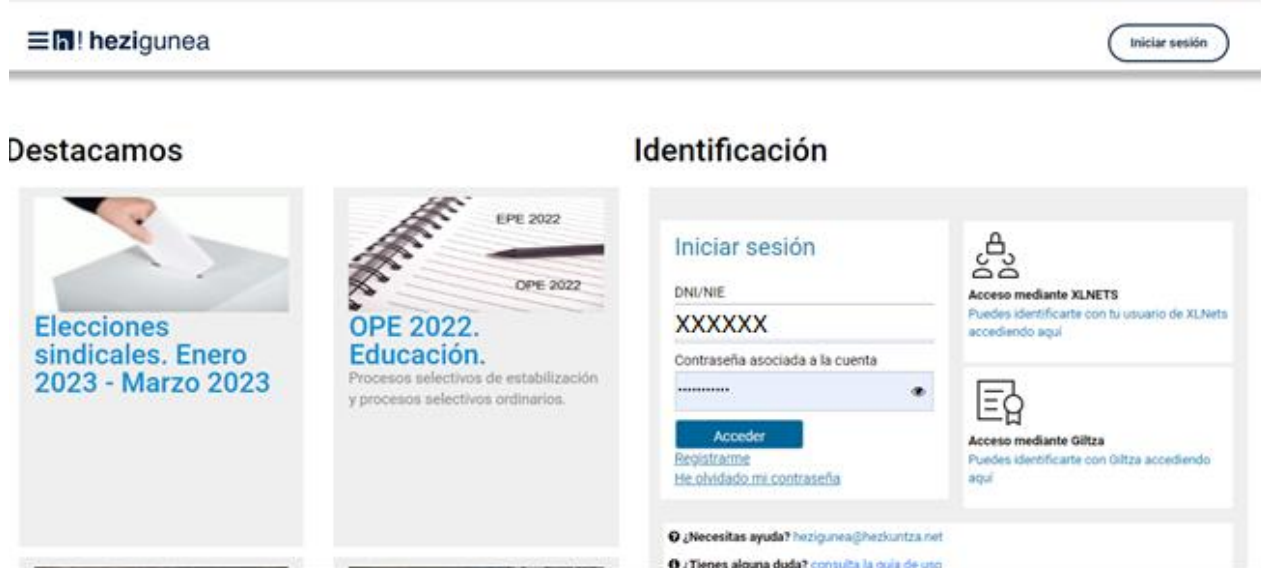 h! hezigunea
Iniciar sesión
Destacamos
EPE 2022
OPE 2022
Elecciones
sindicales. Enero
2023 - Marzo 2023
OPE 2022.
Educación.
Procesos selectivos de estabilización
y procesos selectivos ordinarios.
Identificación
Iniciar sesión
DNI/NIE
XXXXXX
Contraseña asociada a la cuenta
Acceder
Registrarme
He olvidado mi contraseña
Acceso mediante XLNETS
Puedes identificarte con tu usuario de XLNets
accediendo aquí
Acceso mediante Giltza
Puedes identificarte con Giltza accediendo
aquí
¿Necesitas ayuda? hezigunea@hezkuntza.net
¿Tienes alguna duda? consulta la guía de uso